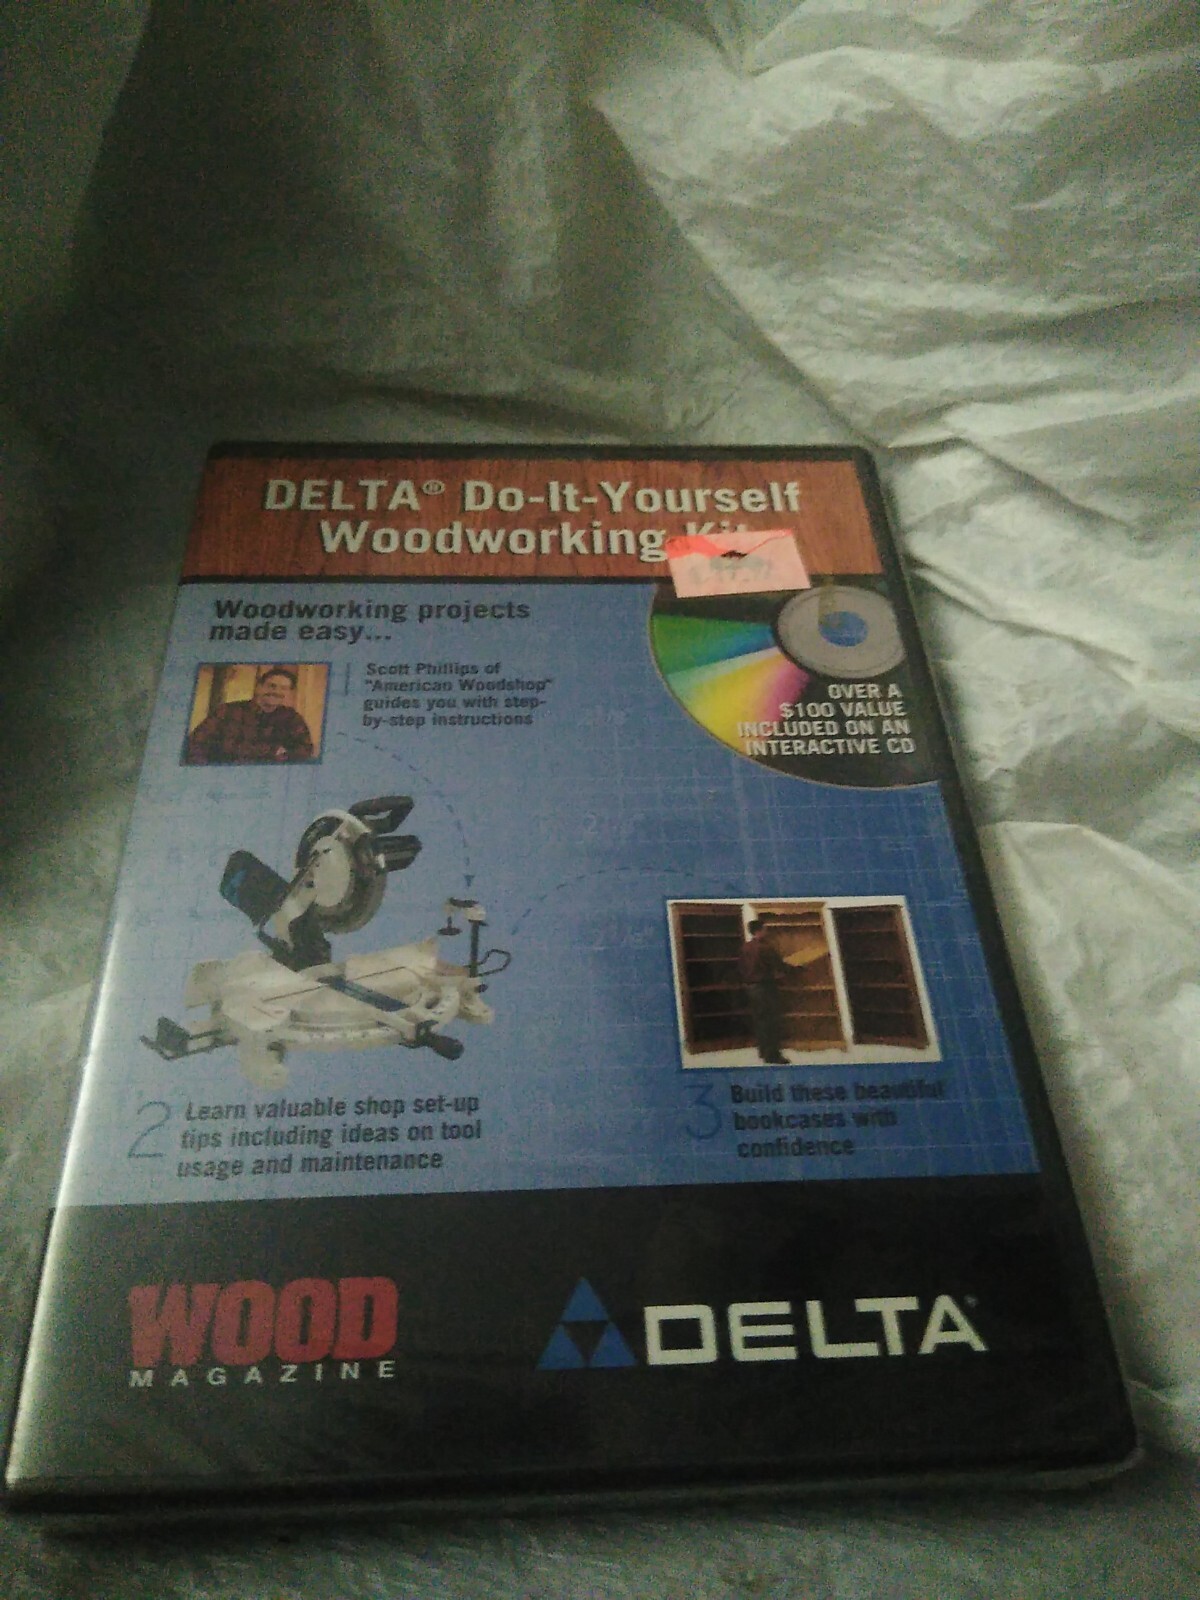 DELTA® Do-It-Yourself
Woodworking Kit
Woodworking projects
made easy...
Scott Phillips of
"American Woodshop"
guides you with step-
by-step instructions
OVER A
$100 VALUE
INCLUDED ON AN
INTERACTIVE CD
2 Learn valuable shop set-up
tips including ideas on tool
usage and maintenance
3 Build these beautiful
bookcases with
confidence
WOOD
MAGAZINE
DELTA